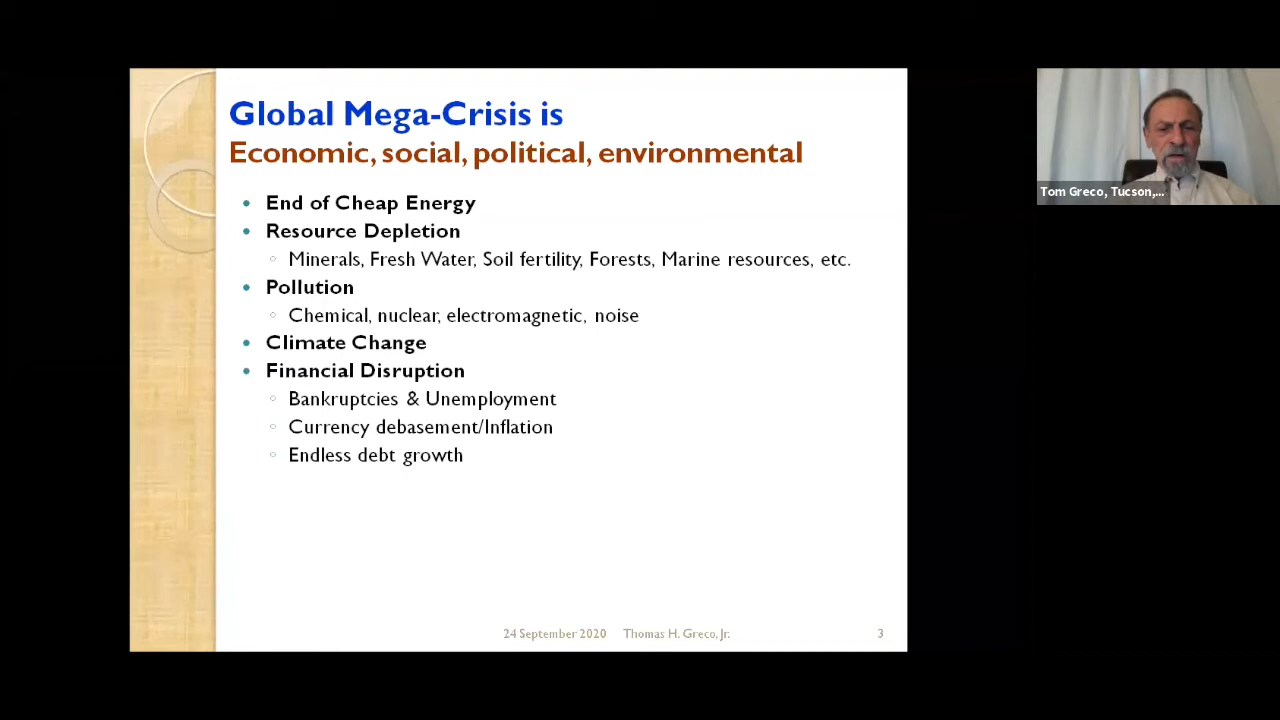 Global Mega-Crisis is
Economic, social, political, environmental
• End of Cheap Energy
• Resource Depletion
◦ Minerals, Fresh Water, Soil fertility, Forests, Marine resources, etc.
• Pollution
◦ Chemical, nuclear, electromagnetic, noise
• Climate Change
• Financial Disruption
◦ Bankruptcies & Unemployment
◦ Currency debasement/Inflation
◦ Endless debt growth
24 September 2020 Thomas H. Greco, Jr. 3
Tom Greco, Tucson,...